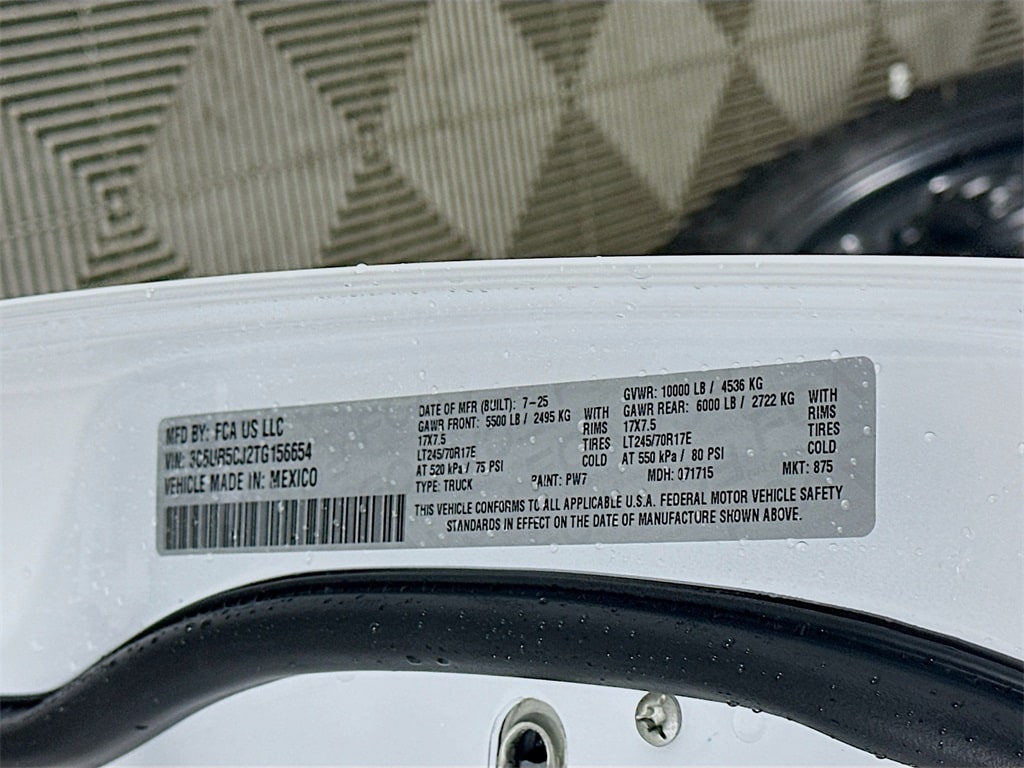 MFD BY: FCA US LLC
VIN: 3C6UR5CJ2TG156654
VEHICLE MADE IN: MEXICO
DATE OF MFR (BUILT): 7-25
GAWR FRONT: 5500 LB / 2495 KG WITH
17X7.5 RIMS
LT245/70R17E TIRES
AT 520 kPa / 75 PSI COLD
TYPE: TRUCK PAINT: PW7
GVWR: 10000 LB / 4536 KG
GAWR REAR: 6000 LB / 2722 KG WITH
17X7.5 RIMS
LT245/70R17E TIRES
AT 550 kPa / 80 PSI COLD
MDH: 071715 MKT: 875
THIS VEHICLE CONFORMS TO ALL APPLICABLE U.S.A. FEDERAL MOTOR VEHICLE SAFETY
STANDARDS IN EFFECT ON THE DATE OF MANUFACTURE SHOWN ABOVE.